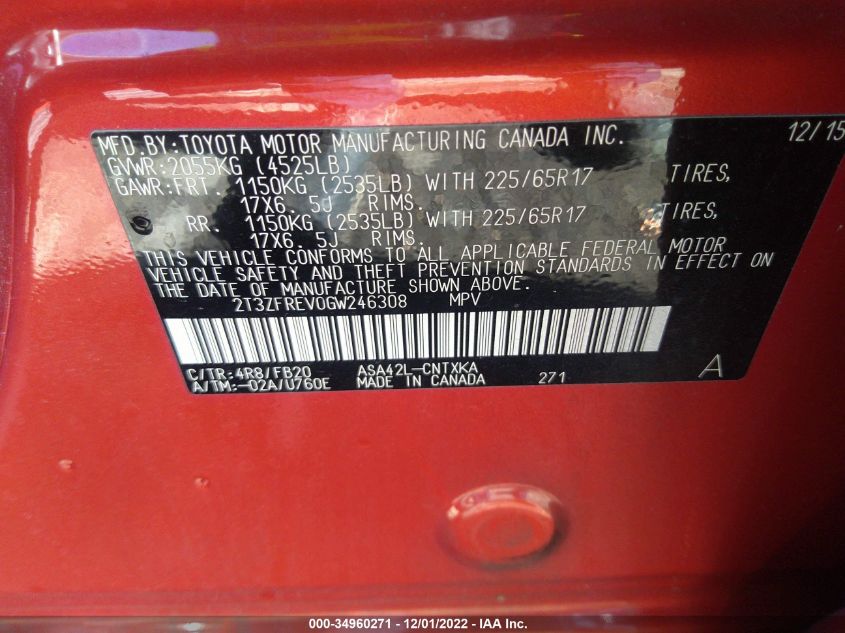 MFD.BY:TOYOTA MOTOR MANUFACTURING CANADA INC. 12/15
GVWR:2055KG (4525LB)
GAWR:FRT. 1150KG (2535LB) WITH 225/65R17 TIRES,
17X6.5J RIMS.
RR. 1150KG (2535LB) WITH 225/65R17 TIRES,
17X6.5J RIMS.
THIS VEHICLE CONFORMS TO ALL APPLICABLE FEDERAL MOTOR
VEHICLE SAFETY AND THEFT PREVENTION STANDARDS IN EFFECT ON
THE DATE OF MANUFACTURE SHOWN ABOVE.
2T3ZFREV0GW246308 MPV
C/TR:4R8/FB20 ASA42L-CNTXKA
A/TM:-02A/U760E MADE IN CANADA 271 A
000-34960271 - 12/01/2022 - IAA Inc.